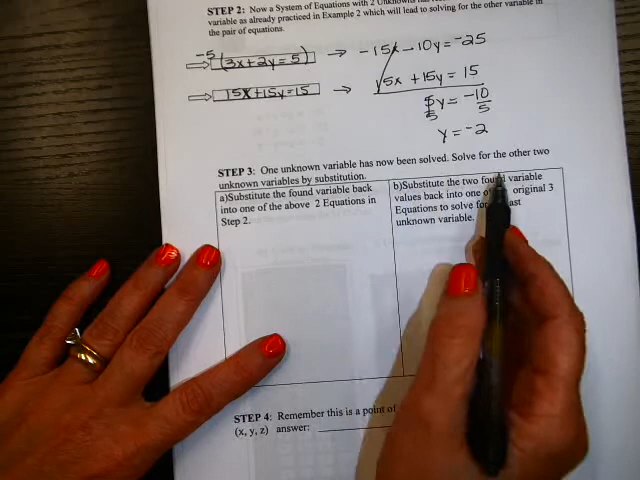 STEP 2: Now a System of Equations with 2 Unknowns
variable as already practiced in Example 2 which will lead to solving for the other variable in
the pair of equations.
-5(3x+2y=5) → -15x-10y=-25
15x+15y=15 → 15x+15y=15
5y=-10
5 5
y=-2
STEP 3: One unknown variable has now been solved. Solve for the other two
unknown variables by substitution.
a)Substitute the found variable back
into one of the above 2 Equations in
Step 2.
b)Substitute the two found variable
values back into one original 3
Equations to solve for
unknown variable.
STEP 4: Remember this is a point of
(x, y, z) answer: